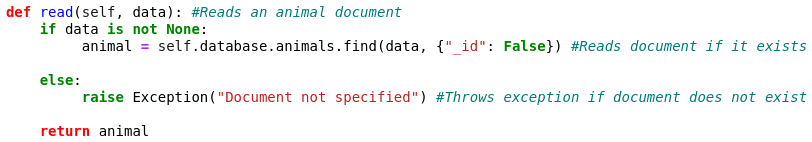 def read(self, data): #Reads an animal document
    if data is not None:
         animal = self.database.animals.find(data, {"_id": False}) #Reads document if it exists
    else:
         raise Exception("Document not specified") #Throws exception if document does not exist
    return animal